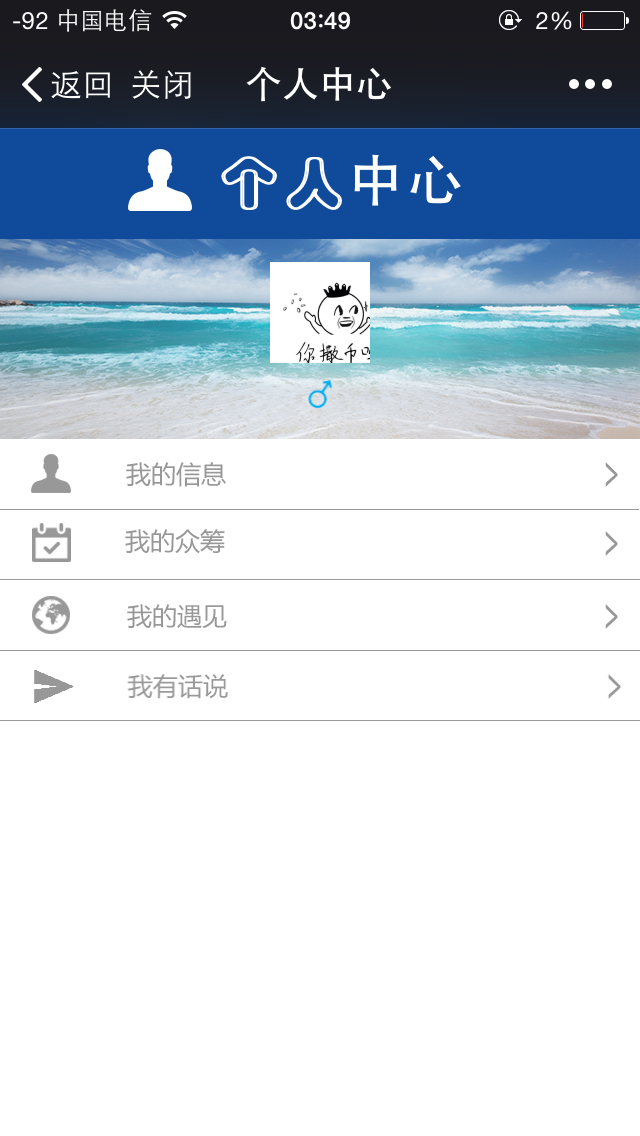 -92 中国电信 03:49 2%
返回 关闭 个人中心
个人中心
你撒币
我的信息
我的众筹
我的遇见
我有话说